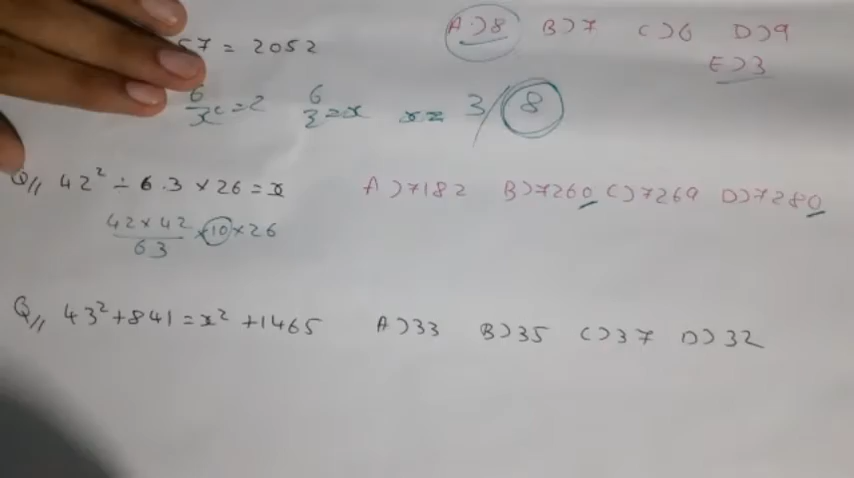 A.)8 B)7 C)6 D)9
57 = 2052
E)3
6/x = 2 6/3 = x x = 3/8
Q// 42² ÷ 6.3 × 26 = x A)7182 B)7260 C)7269 D)7280
42×42/63 × 10 × 26
Q// 43² + 841 = x² + 1465 A)33 B)35 C)37 D)32